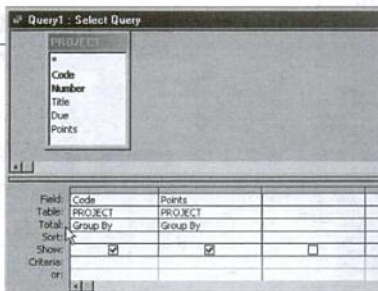 Query1 : Select Query
PROJECT
*
Code
Number
Title
Due
Points
Field: Code Points
Table: PROJECT PROJECT
Total: Group By Group By
Sort:
Show:
Criteria:
or: